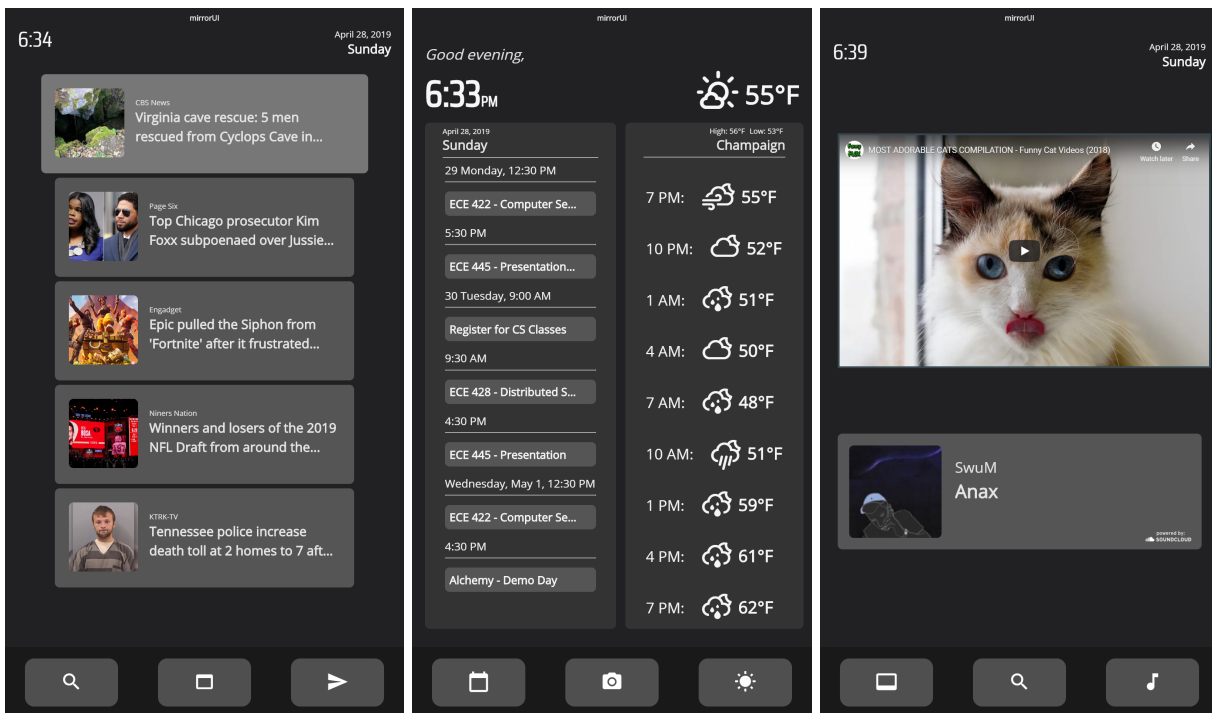 mirrorUI
6:34
April 28, 2019
Sunday
CBS News
Virginia cave rescue: 5 men
rescued from Cyclops Cave in...
Page Six
Top Chicago prosecutor Kim
Foxx subpoenaed over Jussie...
Engadget
Epic pulled the Siphon from
'Fortnite' after it frustrated...
Niners Nation
Winners and losers of the 2019
NFL Draft from around the...
KTRK-TV
Tennessee police increase
death toll at 2 homes to 7 aft...
mirrorUI
Good evening,
6:33PM
55°F
April 28, 2019
Sunday
29 Monday, 12:30 PM
ECE 422 - Computer Se...
5:30 PM
ECE 445 - Presentation...
30 Tuesday, 9:00 AM
Register for CS Classes
9:30 AM
ECE 428 - Distributed S...
4:30 PM
ECE 445 - Presentation
Wednesday, May 1, 12:30 PM
ECE 422 - Computer Se...
4:30 PM
Alchemy - Demo Day
High: 56°F Low: 53°F
Champaign
7 PM: 55°F
10 PM: 52°F
1 AM: 51°F
4 AM: 50°F
7 AM: 48°F
10 AM: 51°F
1 PM: 59°F
4 PM: 61°F
7 PM: 62°F
mirrorUI
6:39
April 28, 2019
Sunday
MOST ADORABLE CATS COMPILATION - Funny Cat Videos (2018)
Watch later
Share
SwuM
Anax
powered by:
SOUNDCLOUD